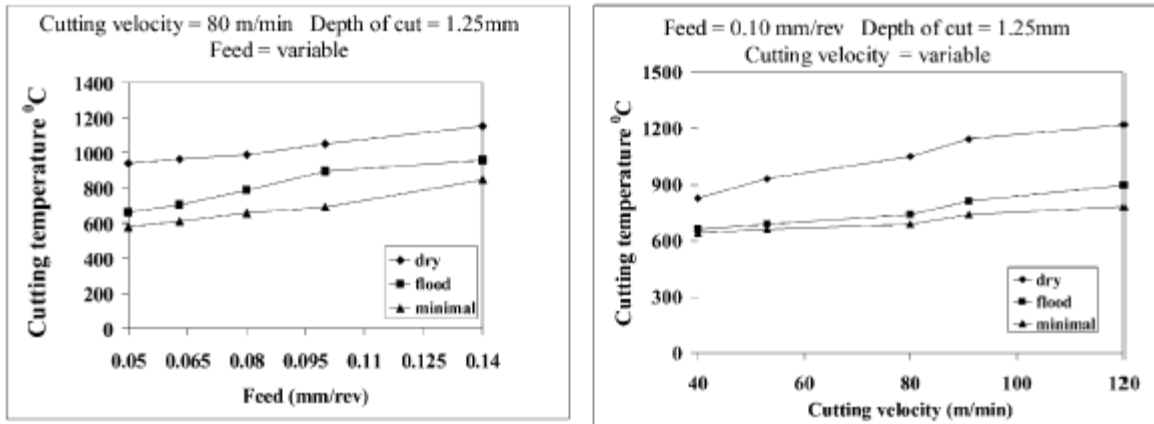 Cutting velocity = 80 m/min Depth of cut = 1.25mm
Feed = variable
Cutting temperature ⁰C
1400
1200
1000
800
600
400
200
0
dry
flood
minimal
0.05 0.065 0.08 0.095 0.11 0.125 0.14
Feed (mm/rev)
Feed = 0.10 mm/rev Depth of cut = 1.25mm
Cutting velocity = variable
Cutting temperature ⁰C
1500
1200
900
600
300
0
dry
flood
minimal
40 60 80 100 120
Cutting velocity (m/min)